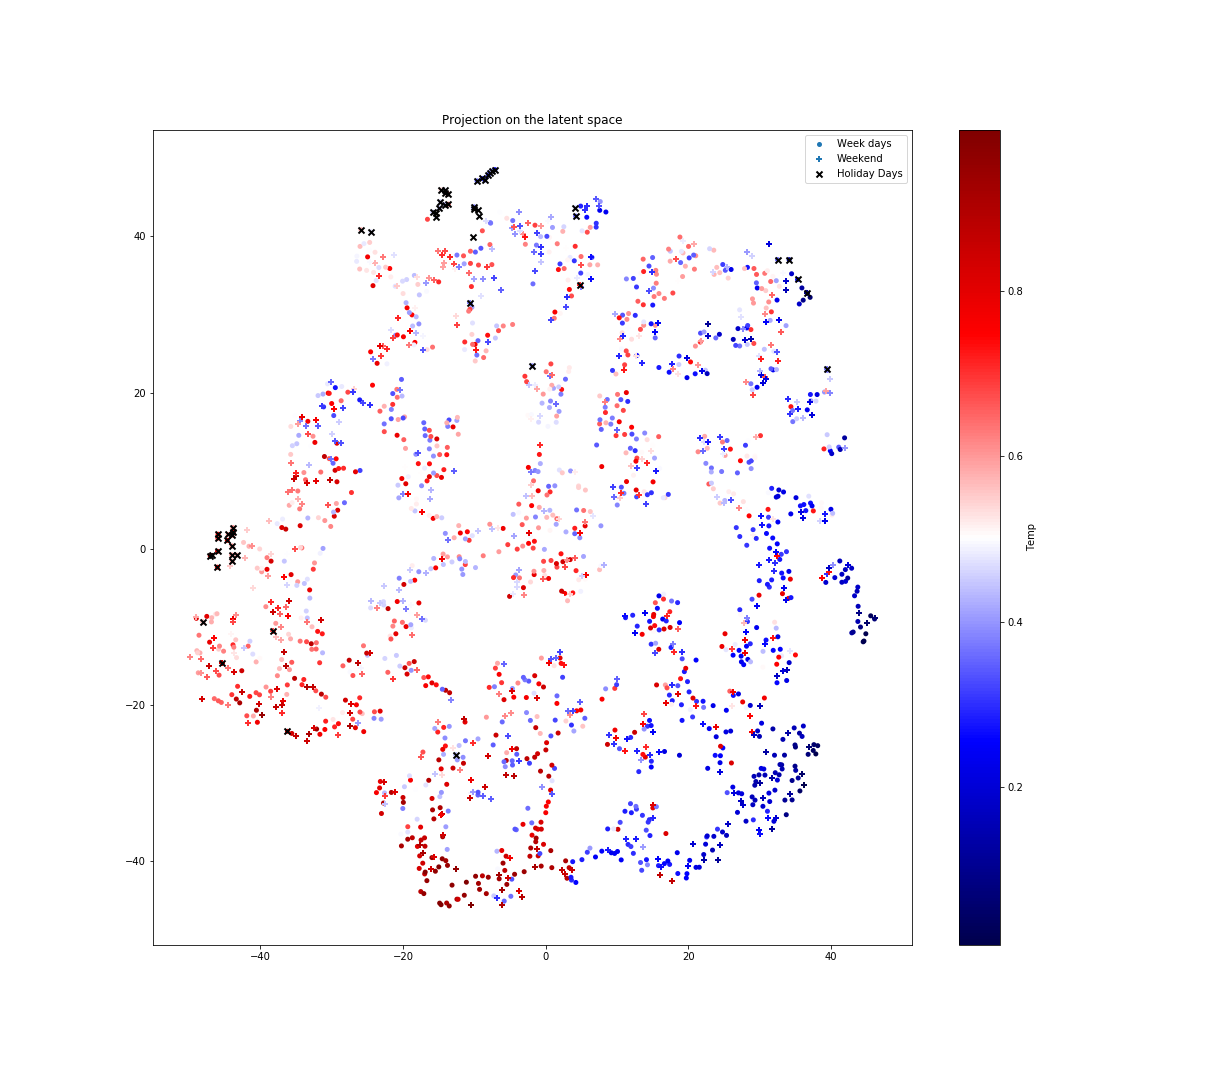 Projection on the latent space
Week days
Weekend
Holiday Days
40
20
0
−20
−40
−40
−20
0
20
40
0.8
0.6
0.4
0.2
Temp